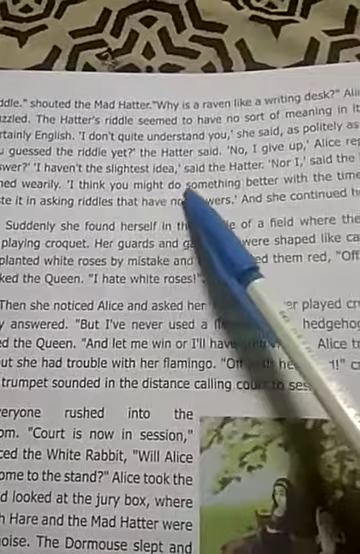 ddle." shouted the Mad Hatter. "Why is a raven like a writing desk?" Ali
zzled. The Hatter's riddle seemed to have no sort of meaning in i
rtainly English. 'I don't quite understand you,' she said, as politely as
u guessed the riddle yet?' the Hatter said. 'No, I give up,' Alice rep
swer?' 'I haven't the slightest idea,' said the Hatter. 'Nor I,' said the
ned wearily. 'I think you might do something better with the time
ste it in asking riddles that have no wers.' And she continued h
Suddenly she found herself in th of a field where the
playing croquet. Her guards and ga were shaped like ca
planted white roses by mistake and ed them red, "Off
ked the Queen. "I hate white roses!"
Then she noticed Alice and asked her er played cr
y answered. "But I've never used a fl hedgehog
ed the Queen. "And let me win or I'll have Alice tr
ut she had trouble with her flamingo. "Off h he !" c
trumpet sounded in the distance calling court to ses
eryone rushed into the
om. "Court is now in session,"
ced the White Rabbit, "Will Alice
ome to the stand?" Alice took the
d looked at the jury box, where
h Hare and the Mad Hatter were
noise. The Dormouse slept and